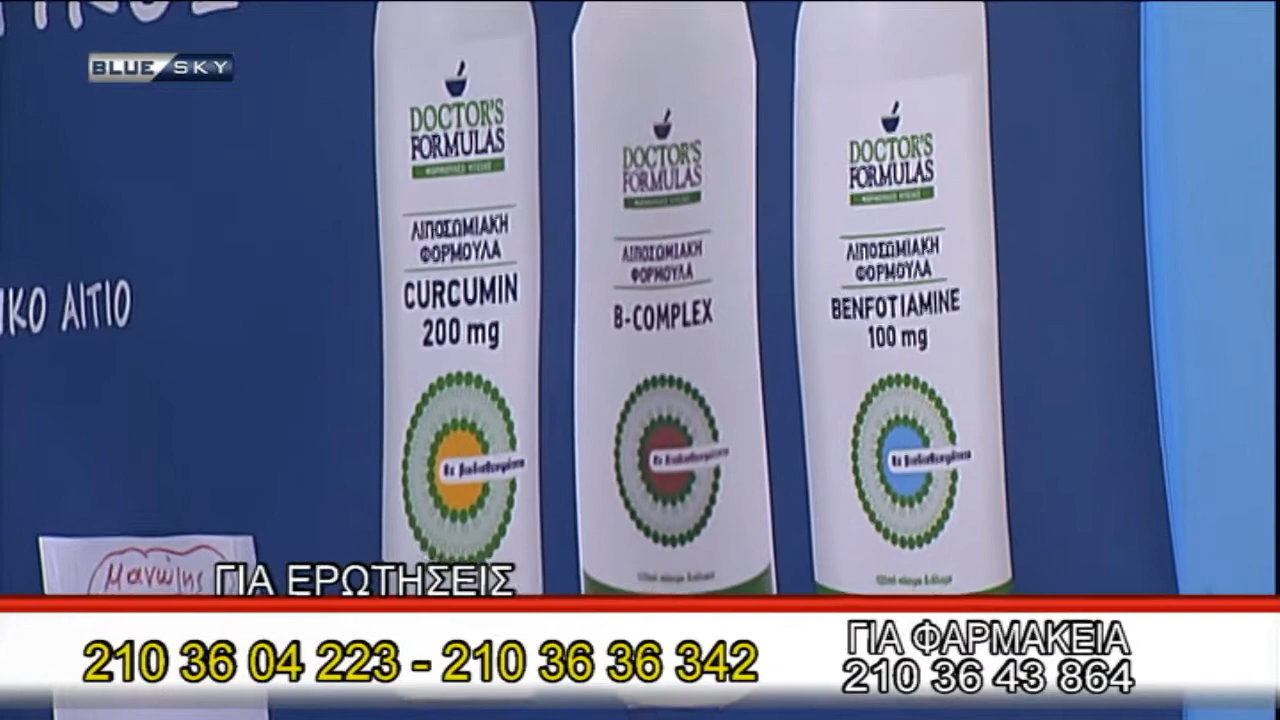 BLUE SKY
DOCTOR'S
FORMULAS
ΛΙΠΟΣΩΜΙΑΚΗ
ΦΟΡΜΟΥΛΑ
CURCUMIN
200 mg
DOCTOR'S
FORMULAS
ΛΙΠΟΣΩΜΙΑΚΗ
ΦΟΡΜΟΥΛΑ
B-COMPLEX
DOCTOR'S
FORMULAS
ΛΙΠΟΣΩΜΙΑΚΗ
ΦΟΡΜΟΥΛΑ
BENFOTIAMINE
100 mg
ΑΙΤΙΟ
Μανώλης
ΓΙΑ ΕΡΩΤΗΣΕΙΣ
210 36 04 223 - 210 36 36 342
ΓΙΑ ΦΑΡΜΑΚΕΙΑ
210 36 43 864